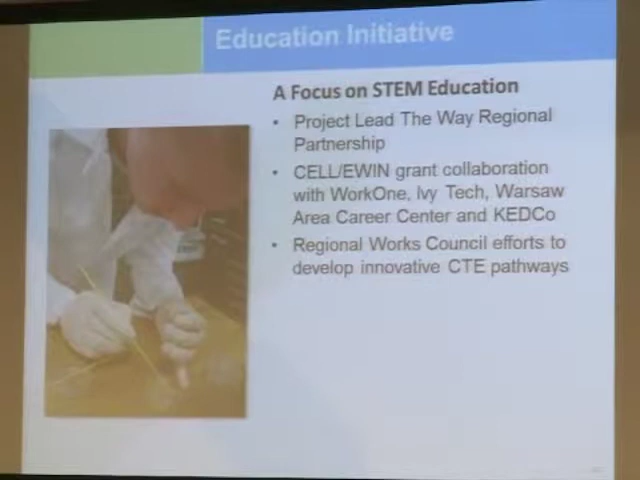 Education Initiative
A Focus on STEM Education
• Project Lead The Way Regional
Partnership
• CELL/EWIN grant collaboration
with WorkOne, Ivy Tech, Warsaw
Area Career Center and KEDCo
• Regional Works Council efforts to
develop innovative CTE pathways